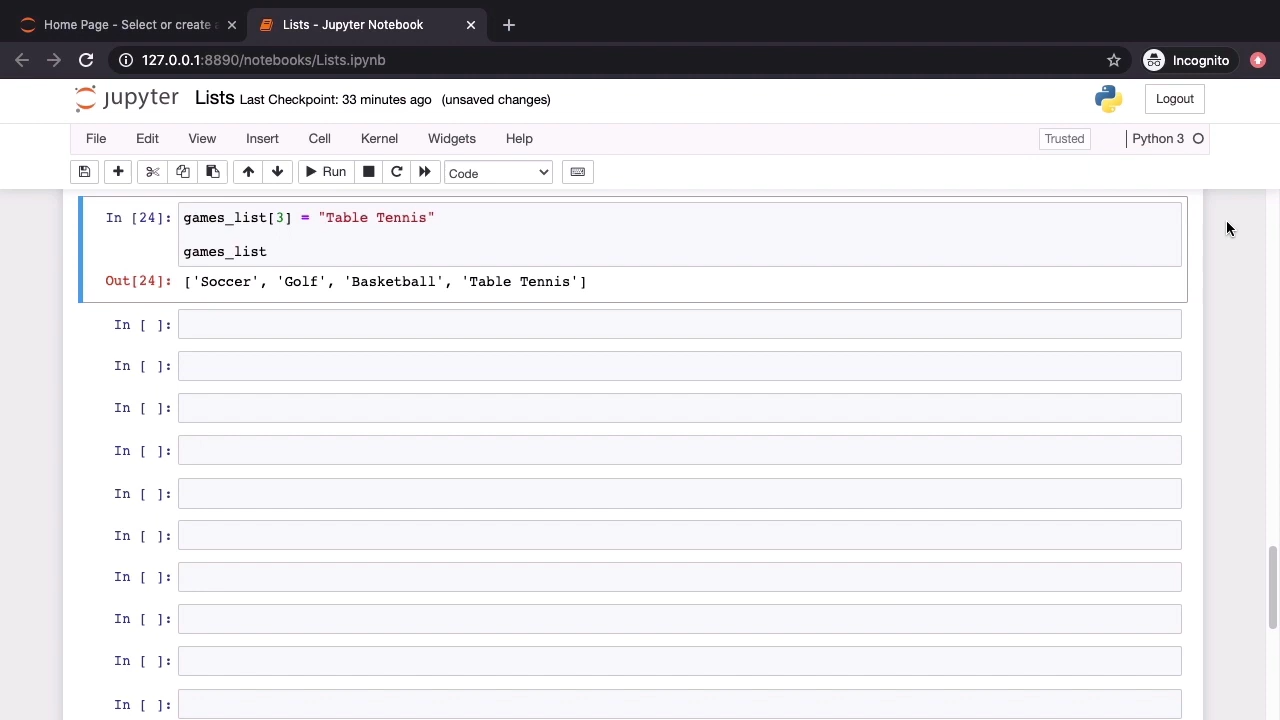 Home Page - Select or create a
Lists - Jupyter Notebook
127.0.0.1:8890/notebooks/Lists.ipynb
Incognito
jupyter Lists Last Checkpoint: 33 minutes ago (unsaved changes)
Logout
File Edit View Insert Cell Kernel Widgets Help
Trusted
Python 3
Run
Code
In [24]: games_list[3] = "Table Tennis"
games_list
Out[24]: ['Soccer', 'Golf', 'Basketball', 'Table Tennis']
In [ ]:
In [ ]:
In [ ]:
In [ ]:
In [ ]:
In [ ]:
In [ ]:
In [ ]:
In [ ]:
In [ ]: